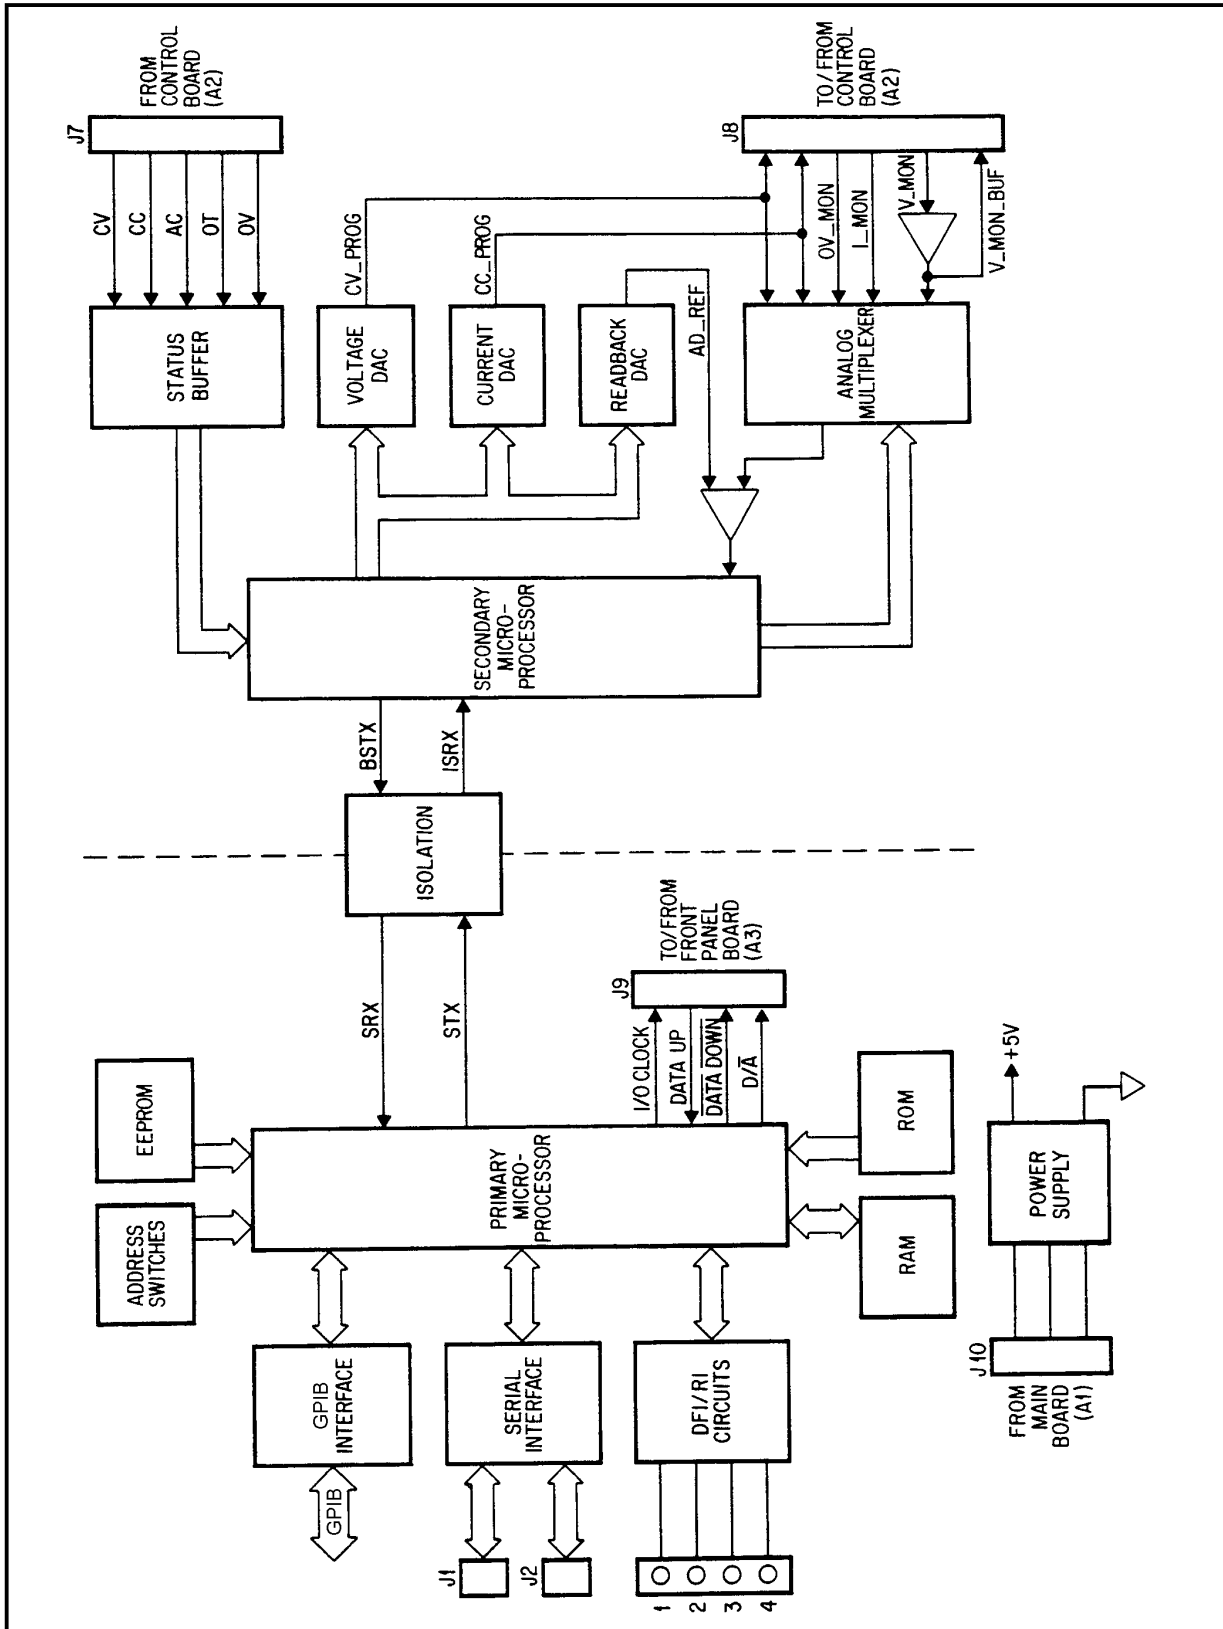 GPIB
GPIB
INTERFACE
J1
J2
SERIAL
INTERFACE
1
2
3
4
DFI/RI
CIRCUITS
ADDRESS
SWITCHES
EEPROM
PRIMARY
MICRO-
PROCESSOR
RAM
ROM
SRX
STX
I/O CLOCK
DATA UP
DATA DOWN
D/A
J9
TO/FROM
FRONT
PANEL
BOARD
(A3)
FROM
MAIN
BOARD
(A1)
J10
POWER
SUPPLY
+5V
ISOLATION
BSTX
ISRX
SECONDARY
MICRO-
PROCESSOR
STATUS
BUFFER
CV
CC
AC
OT
OV
J7
FROM
CONTROL
BOARD
(A2)
VOLTAGE
DAC
CV_PROG
CURRENT
DAC
CC_PROG
READBACK
DAC
AD_REF
ANALOG
MULTIPLEXER
OV_MON
I_MON
V_MON
V_MON_BUF
J8
TO/FROM
CONTROL
BOARD
(A2)